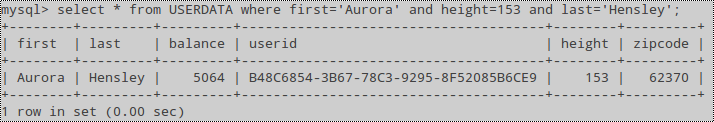 mysql> select * from USERDATA where first='Aurora' and height=153 and last='Hensley';
+--------+---------+---------+--------------------------------------+--------+---------+
| first  | last    | balance | userid                               | height | zipcode |
+--------+---------+---------+--------------------------------------+--------+---------+
| Aurora | Hensley |    5064 | B48C6854-3B67-78C3-9295-8F52085B6CE9 |    153 |   62370 |
+--------+---------+---------+--------------------------------------+--------+---------+
1 row in set (0.00 sec)